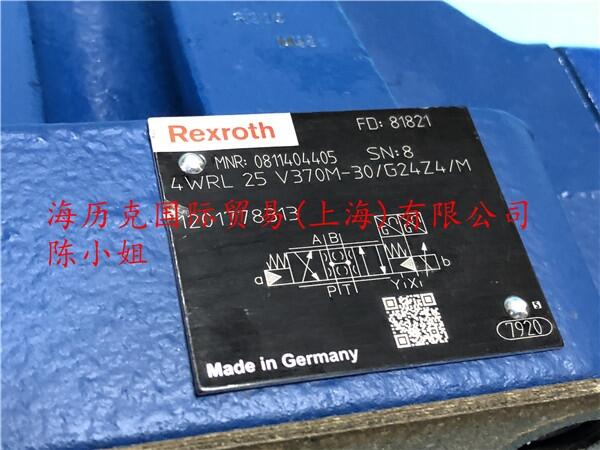 Rexroth
FD: 81821
MNR: 0811404405 SN: 8
4WRL 25 V370M-30/G24Z4/M
海历克国际贸易(上海)有限公司
陈小姐
A B
a
b
P T
Y X
7920
Made in Germany